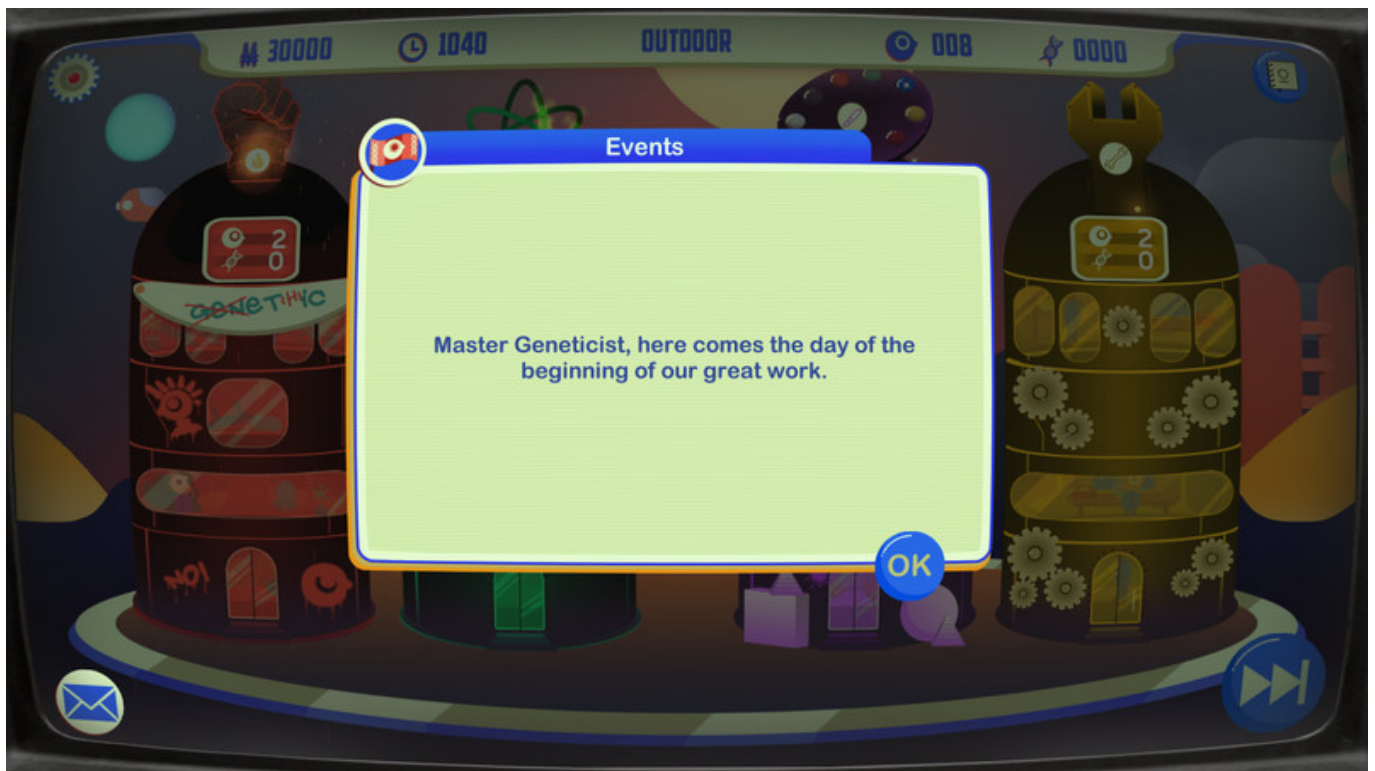 30000 1040 OUTDOOR 008 0000
Events
2
0
2
0
GENETHIC
Master Geneticist, here comes the day of the
beginning of our great work.
NO!
OK